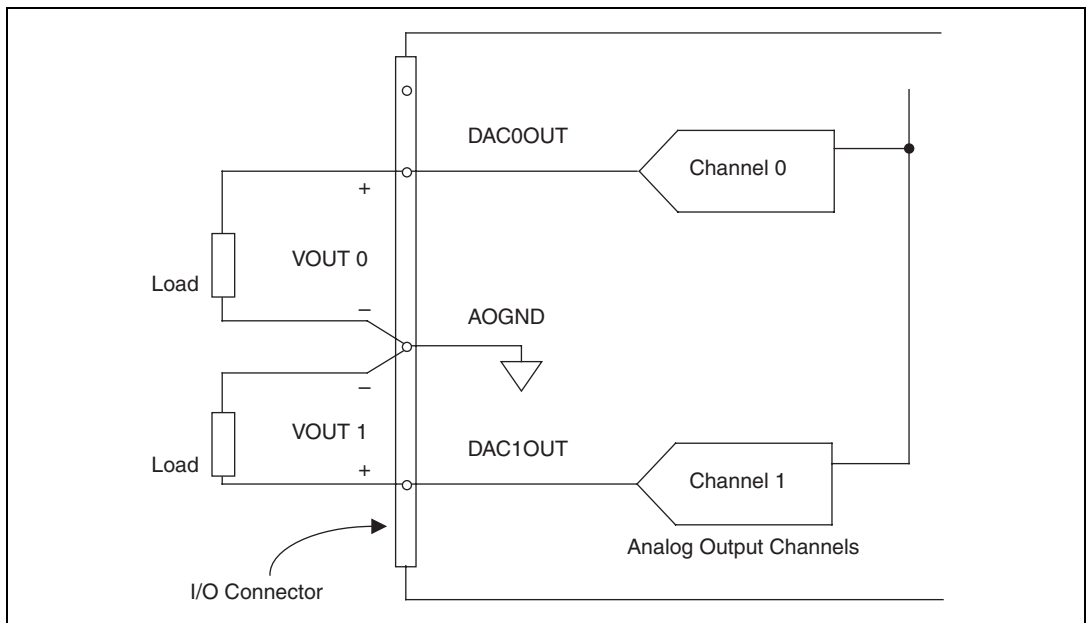 DAC0OUT
Channel 0
+
VOUT 0
Load
–
AOGND
–
VOUT 1
DAC1OUT
Load
+
Channel 1
Analog Output Channels
I/O Connector